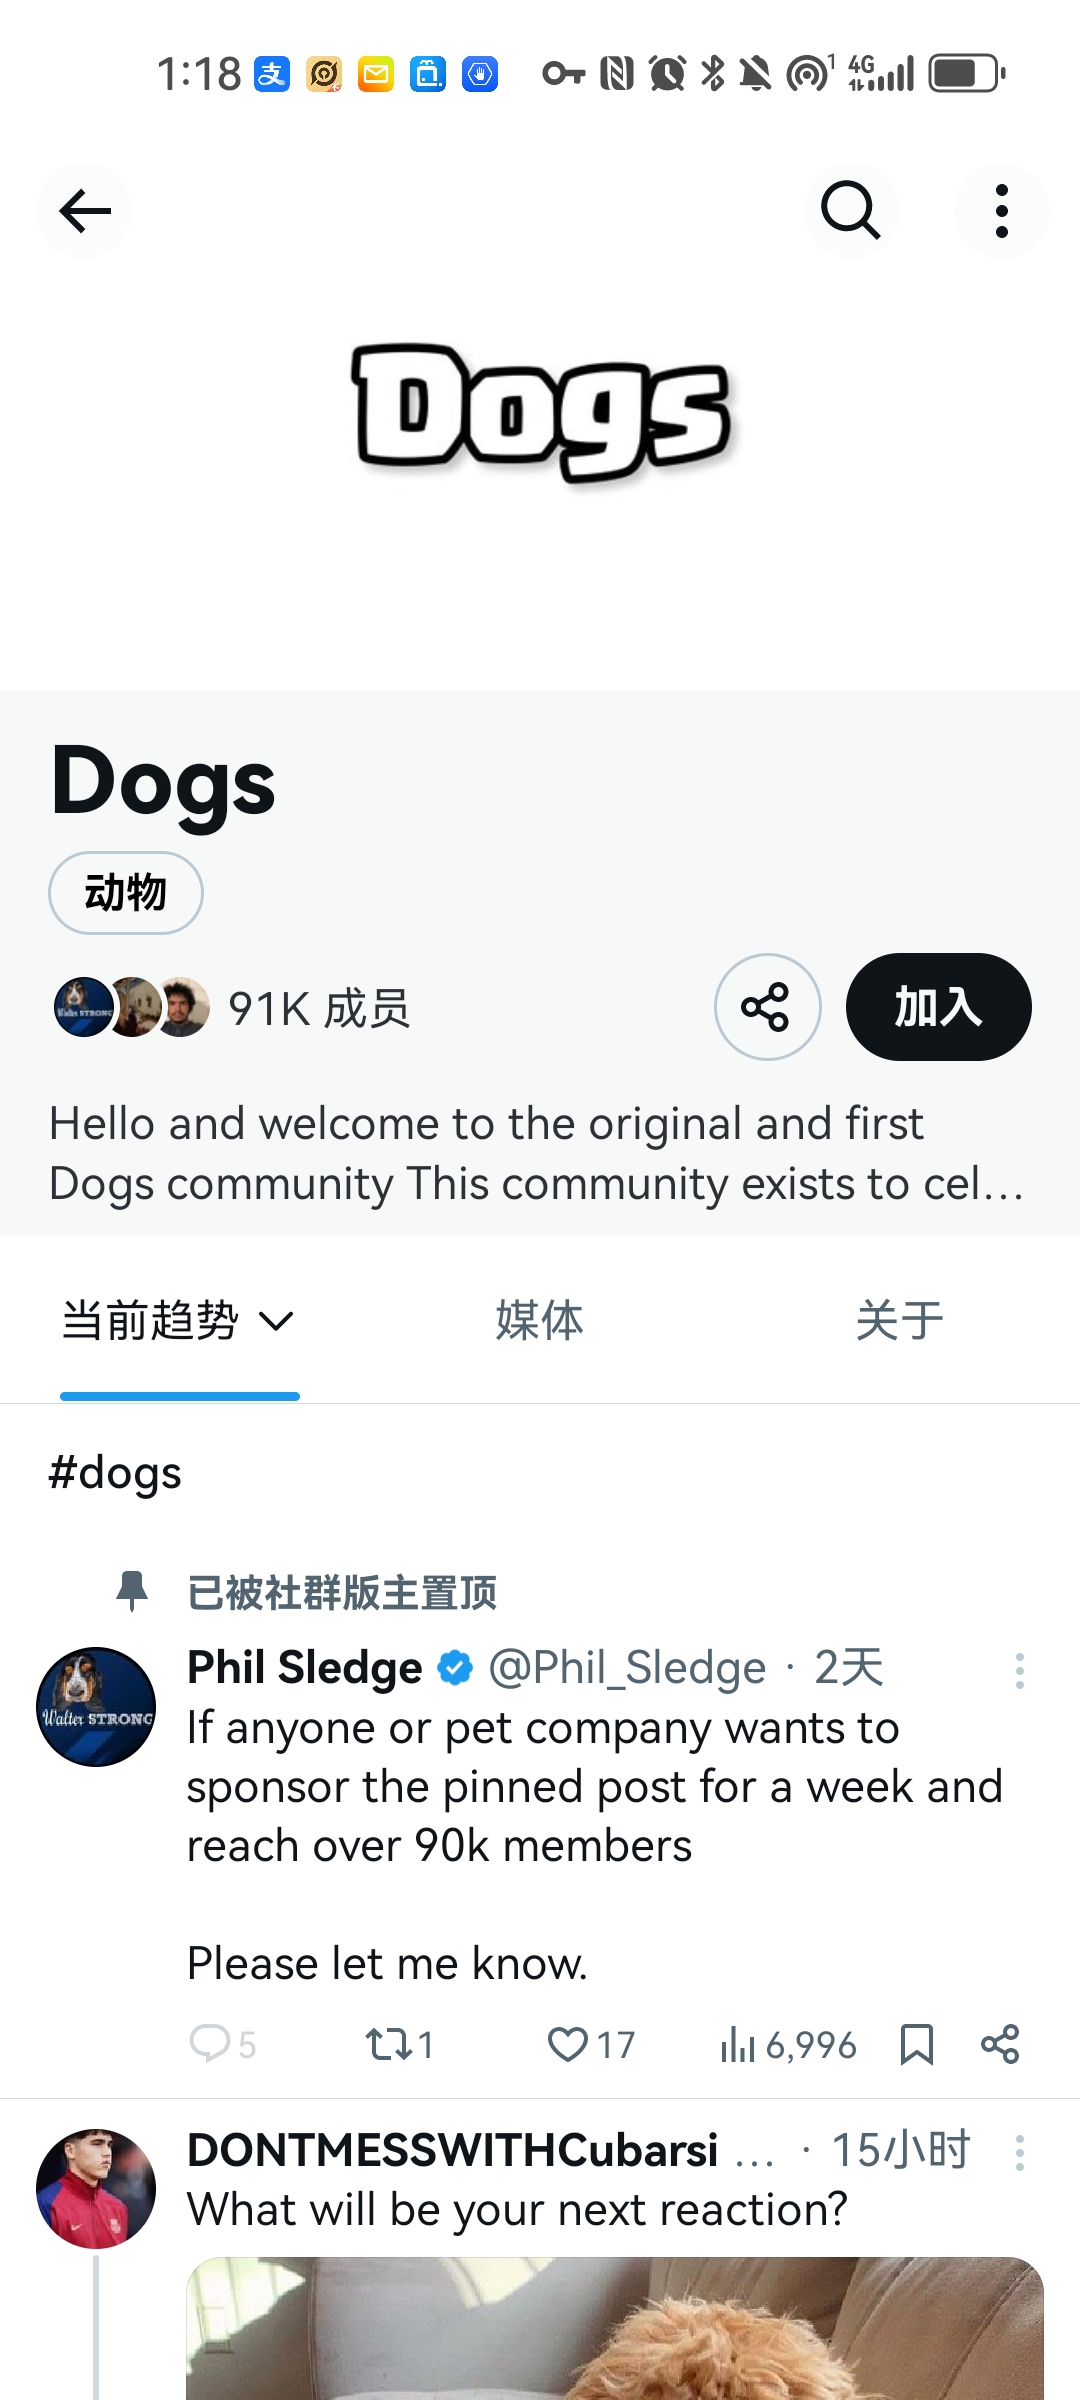 1:18
4G
1
Dogs
Dogs
动物
91K 成员
加入
Hello and welcome to the original and first
Dogs community This community exists to cel...
当前趋势
媒体
关于
#dogs
已被社群版主置顶
Walter STRONG
Phil Sledge @Phil_Sledge · 2天
If anyone or pet company wants to
sponsor the pinned post for a week and
reach over 90k members
Please let me know.
5
1
17
6,996
DONTMESSWITHCubarsi ... · 15小时
What will be your next reaction?